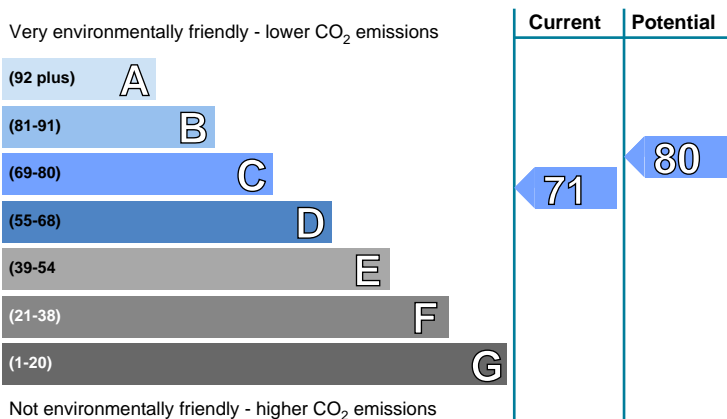 Very environmentally friendly - lower CO2 emissions
Current
Potential
(92 plus) A
(81-91) B
(69-80) C
(55-68) D
(39-54 E
(21-38) F
(1-20) G
71
80
Not environmentally friendly - higher CO2 emissions